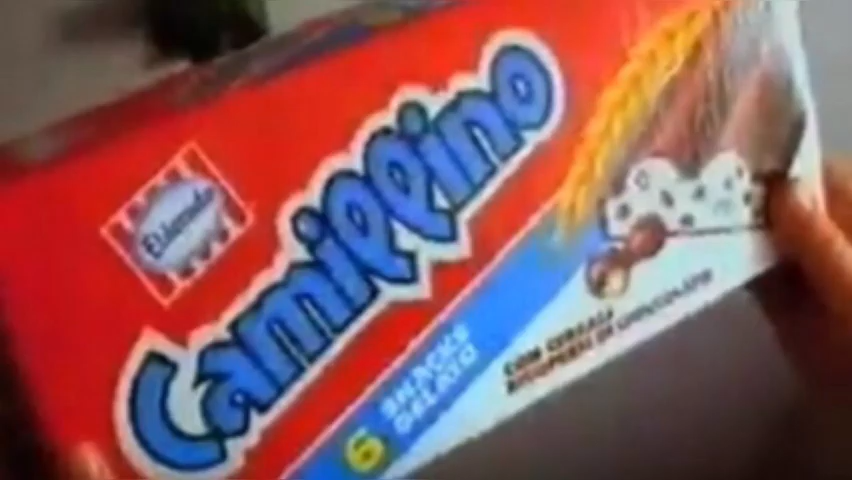 Eldorado
Camillino
6
SNACKS
GELATO
CON CEREALI
RICOPERTI DI CIOCCOLATO